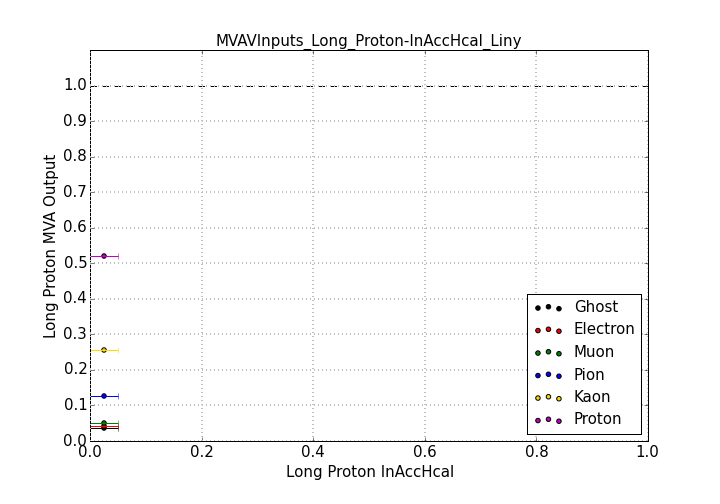 MVAVInputs_Long_Proton-InAccHcal_Liny
Long Proton MVA Output
1.0
0.9
0.8
0.7
0.6
0.5
0.4
0.3
0.2
0.1
0.0
Ghost
Electron
Muon
Pion
Kaon
Proton
0.0 0.2 0.4 0.6 0.8 1.0
Long Proton InAccHcal